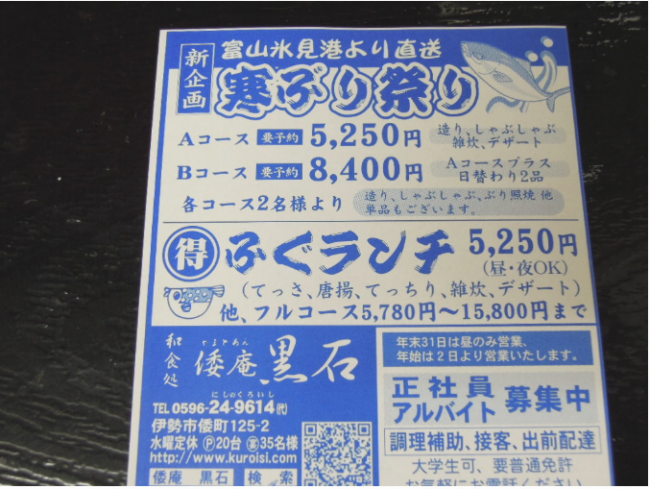 新企画
富山氷見港より直送
寒ぶり祭り
Aコース 要予約 5,250円
造り、しゃぶしゃぶ
雑炊、デザート
Bコース 要予約 8,400円
Aコースプラス
日替わり2品
各コース2名様より
造り、しゃぶしゃぶ、ぶり照焼 他
単品もございます。
得 ふぐランチ 5,250円
(昼・夜OK)
(てっさ、唐揚、てっちり、雑炊、デザート)
他、フルコース5,780円〜15,800円まで
和食処
やまとあん
倭庵 黒石
にしのくろいし
TEL 0596-24-9614㈹
伊勢市倭町125-2
水曜定休 Ⓟ20台 宴35名様
http://www.kuroisi.com
倭庵 黒石 検索
年末31日は昼のみ営業、
年始は2日より営業いたします。
正社員
アルバイト 募集中
調理補助、接客、出前配達
大学生可、要普通免許
お気軽にお電話ください